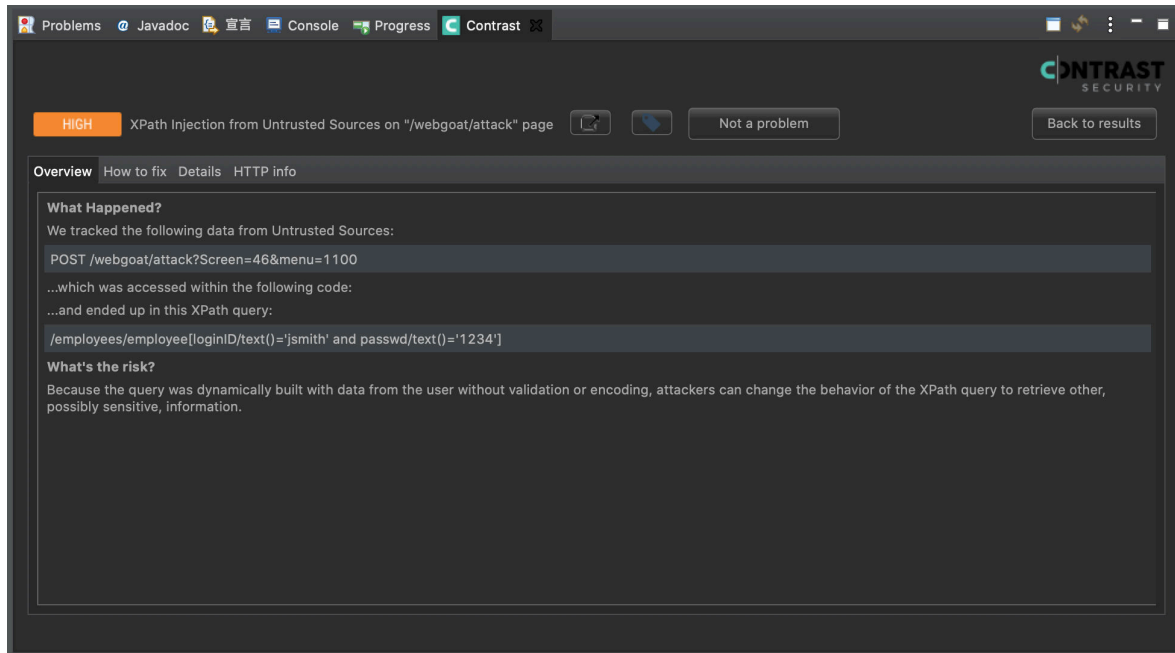 Problems @ Javadoc 宣言 Console Progress Contrast
CONTRAST
SECURITY
HIGH XPath Injection from Untrusted Sources on "/webgoat/attack" page Not a problem Back to results
Overview How to fix Details HTTP info
What Happened?
We tracked the following data from Untrusted Sources:
POST /webgoat/attack?Screen=46&menu=1100
...which was accessed within the following code:
...and ended up in this XPath query:
/employees/employee[loginID/text()='jsmith' and passwd/text()='1234']
What's the risk?
Because the query was dynamically built with data from the user without validation or encoding, attackers can change the behavior of the XPath query to retrieve other,
possibly sensitive, information.